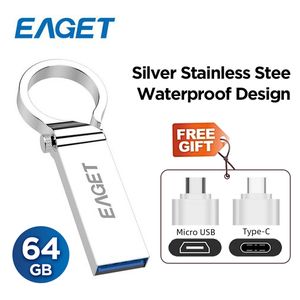 EAGET
Silver Stainless Stee
Waterproof Design
FREE
GIFT
EAGET
Micro USB
Type-C
64
GB